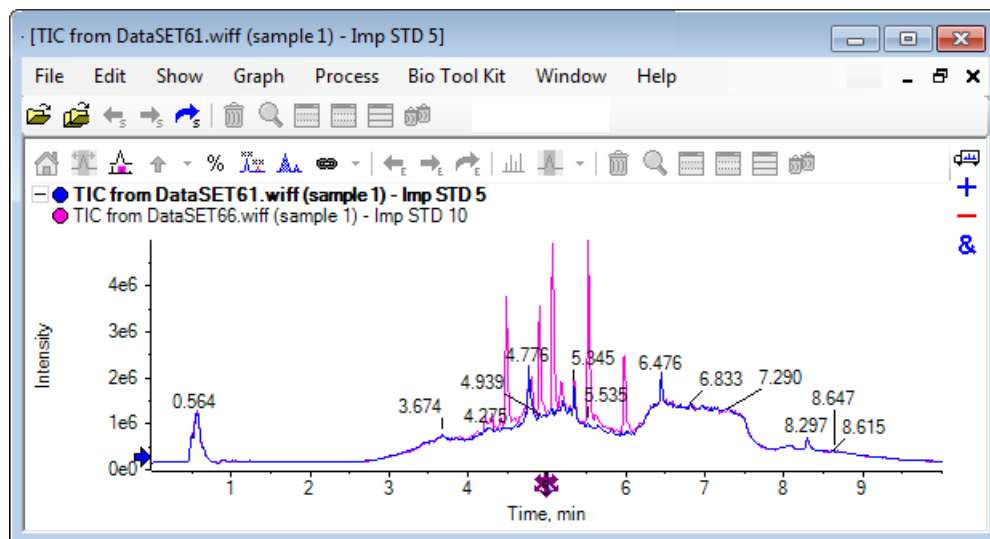 [TIC from DataSET61.wiff (sample 1) - Imp STD 5]
File Edit Show Graph Process Bio Tool Kit Window Help
S S S
% E E E
TIC from DataSET61.wiff (sample 1) - Imp STD 5
TIC from DataSET66.wiff (sample 1) - Imp STD 10
&
4e6
3e6
2e6
1e6
0e0
Intensity
0.564
3.674
4.275
4.939
4.776
5.345
5.535
6.476
6.833
7.290
8.297
8.647
8.615
1 2 3 4 5 6 7 8 9
Time, min